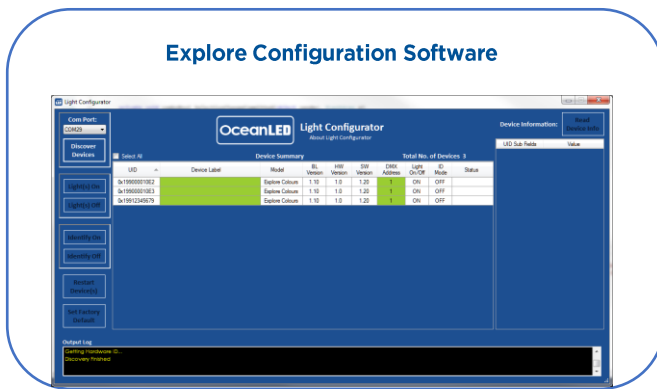 Explore Configuration Software
Light Configurator
Com Port:
COM29
Discover
Devices
Light(s) On
Light(s) Off
Identify On
Identify Off
Restart
Device(s)
Set Factory
Default
OceanLED
Light Configurator
About Light Configurator
Select All
Device Summary
Total No. of Devices 3
UID Device Label Model BL Version HW Version SW Version DMX Address Light On/Off ID Mode Status
0x199000010E2 Explore Colours 1.10 1.0 1.20 1 ON OFF
0x199000010E3 Explore Colours 1.10 1.0 1.20 1 ON OFF
0x19912345679 Explore Colours 1.10 1.0 1.20 1 ON OFF
Device Information:
Read
Device Info
UID Sub Fields Value
Output Log
Getting Hardware ID...
Discovery Finished